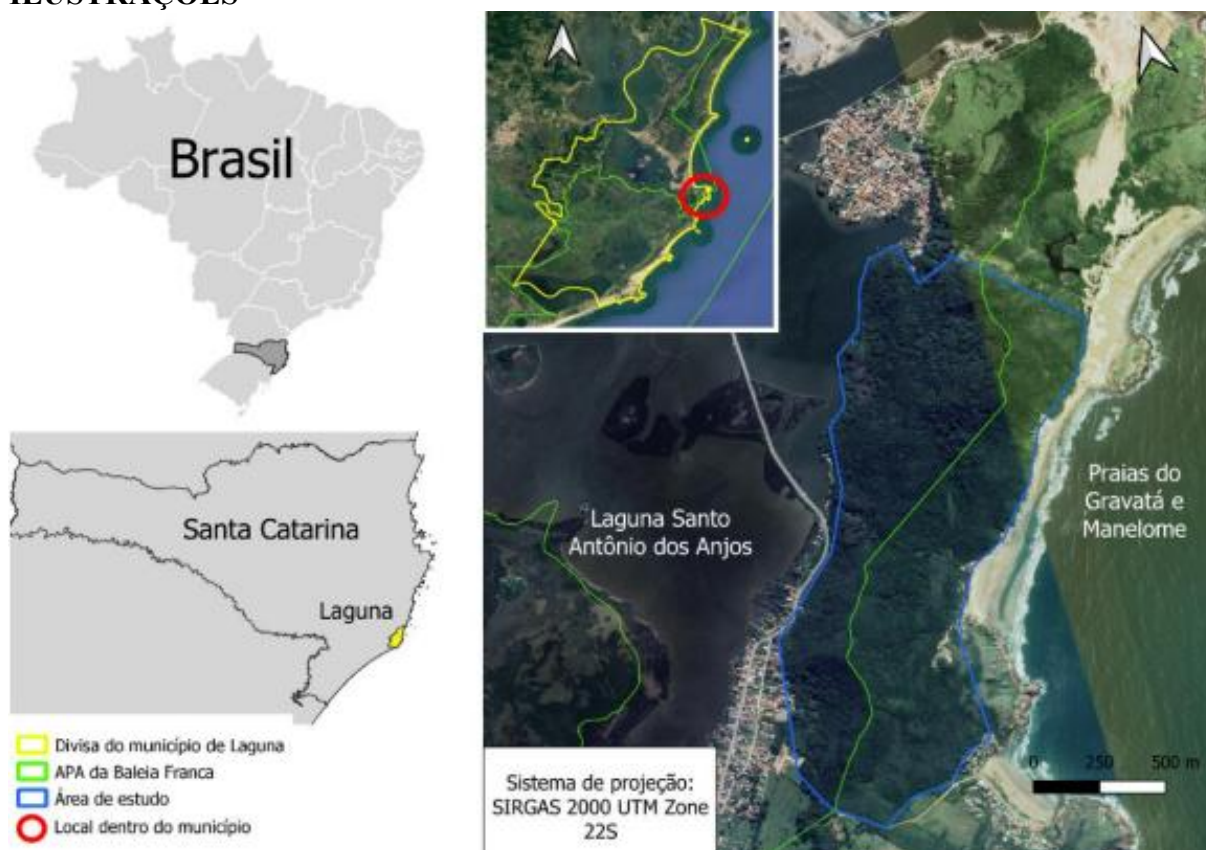 ILUSTRAÇÕES
Brasil
Santa Catarina
Laguna
Divisa do município de Laguna
APA da Baleia Franca
Área de estudo
Local dentro do município
Laguna Santo
Antônio dos Anjos
Praias do
Gravatá e
Manelome
Sistema de projeção:
SIRGAS 2000 UTM Zone
22S
0 250 500 m